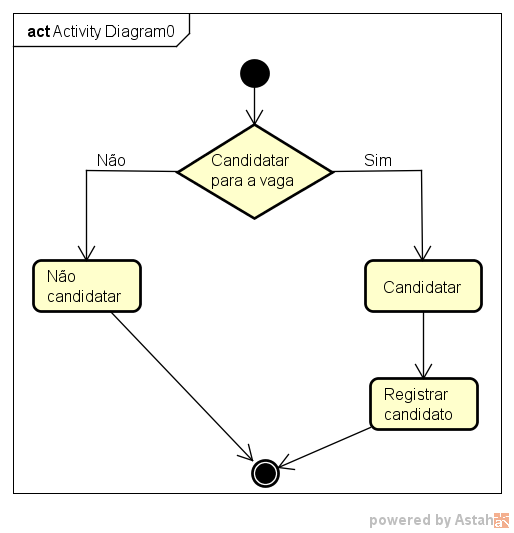 act Activity Diagram0
Candidatar
para a vaga
Não
Sim
Não
candidatar
Candidatar
Registrar
candidato
powered by Astah